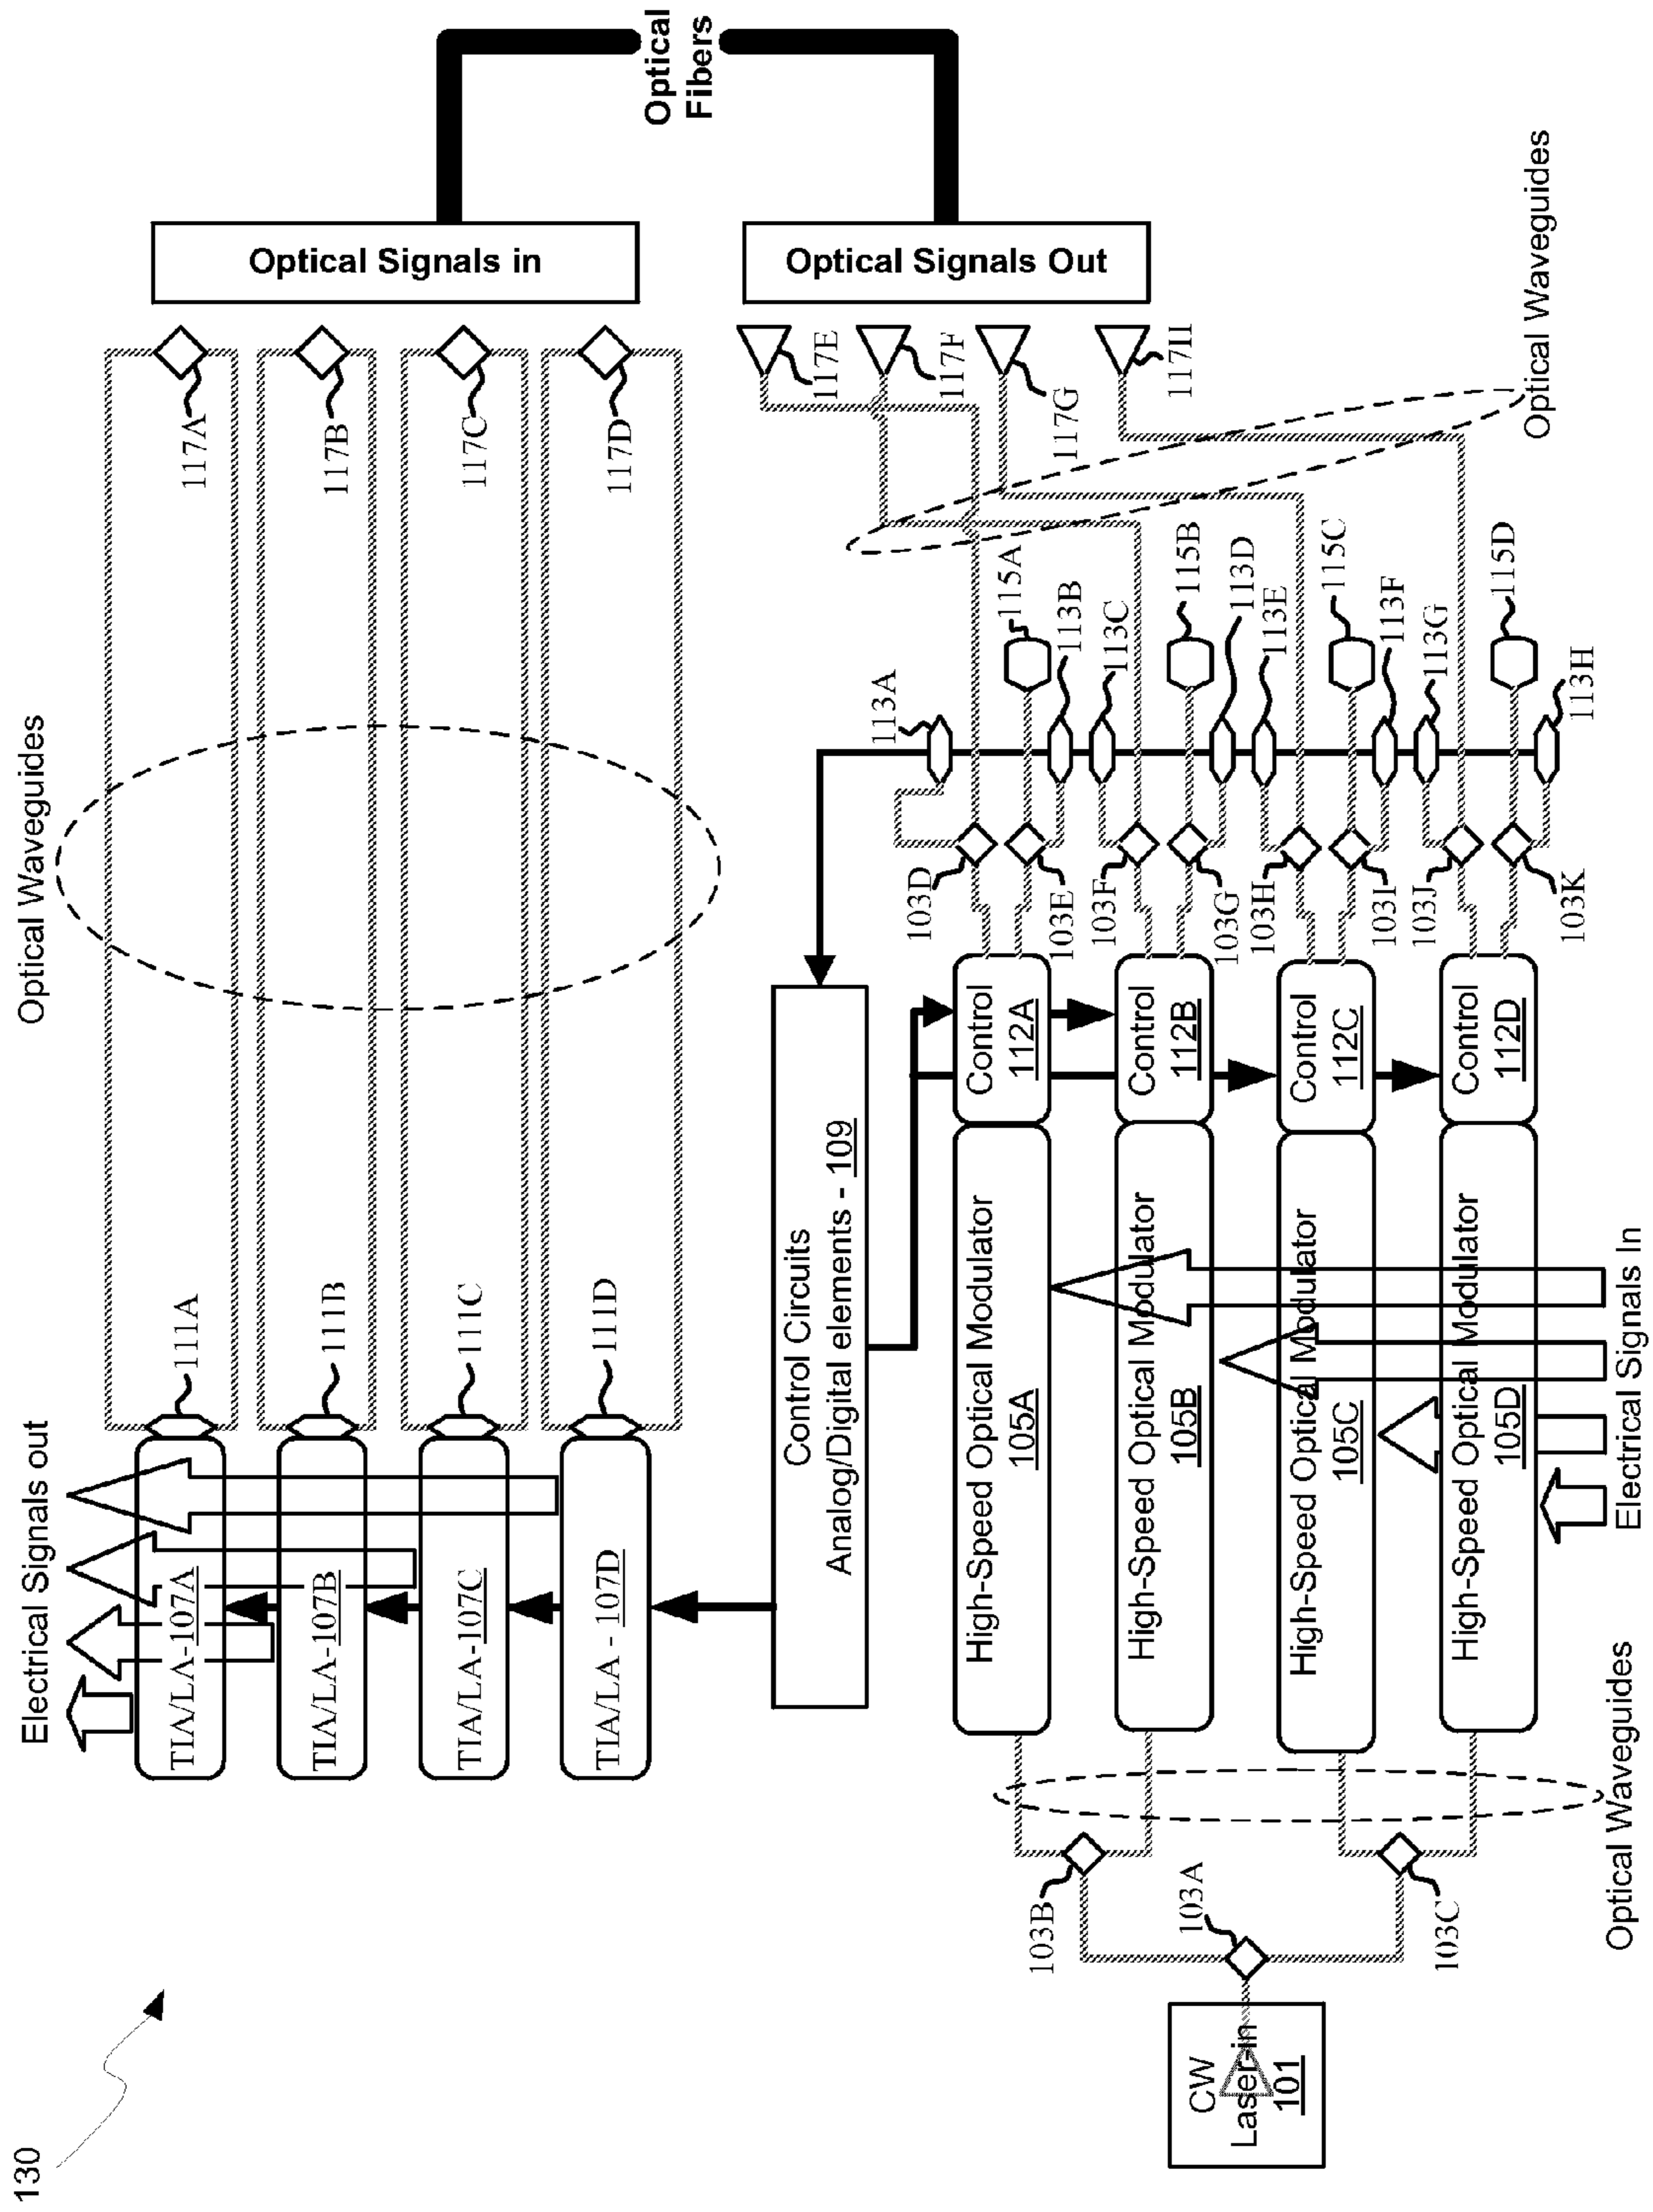 130
Electrical Signals out
Optical Waveguides
TIA/LA-107A
TIA/LA-107B
TIA/LA-107C
TIA/LA - 107D
111A
111B
111C
111D
117A
117B
117C
117D
Optical Signals in
Optical
Fibers
Optical Signals Out
117E
117F
117G
117H
Control Circuits
Analog/Digital elements - 109
High-Speed Optical Modulator
105A
High-Speed Optical Modulator
105B
High-Speed Optical Modulator
105C
High-Speed Optical Modulator
105D
Control
112A
Control
112B
Control
112C
Control
112D
103D
103E
103F
103G
103H
103I
103J
103K
113A
113B
113C
113D
113E
113F
113G
113H
115A
115B
115C
115D
Optical Waveguides
CW
Laser-in
101
103A
103B
103C
Optical Waveguides
Electrical Signals In